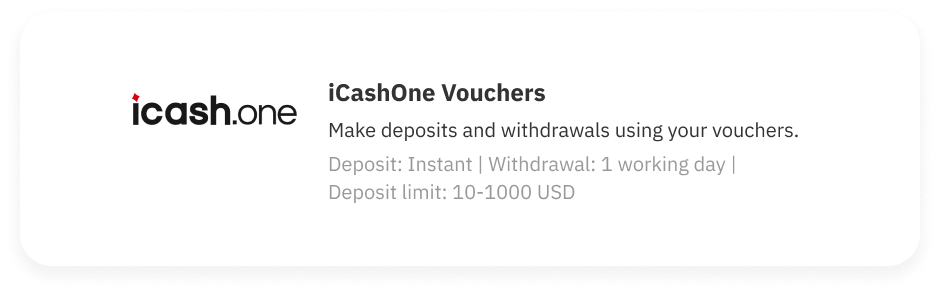 icash.one
iCashOne Vouchers
Make deposits and withdrawals using your vouchers.
Deposit: Instant | Withdrawal: 1 working day |
Deposit limit: 10-1000 USD